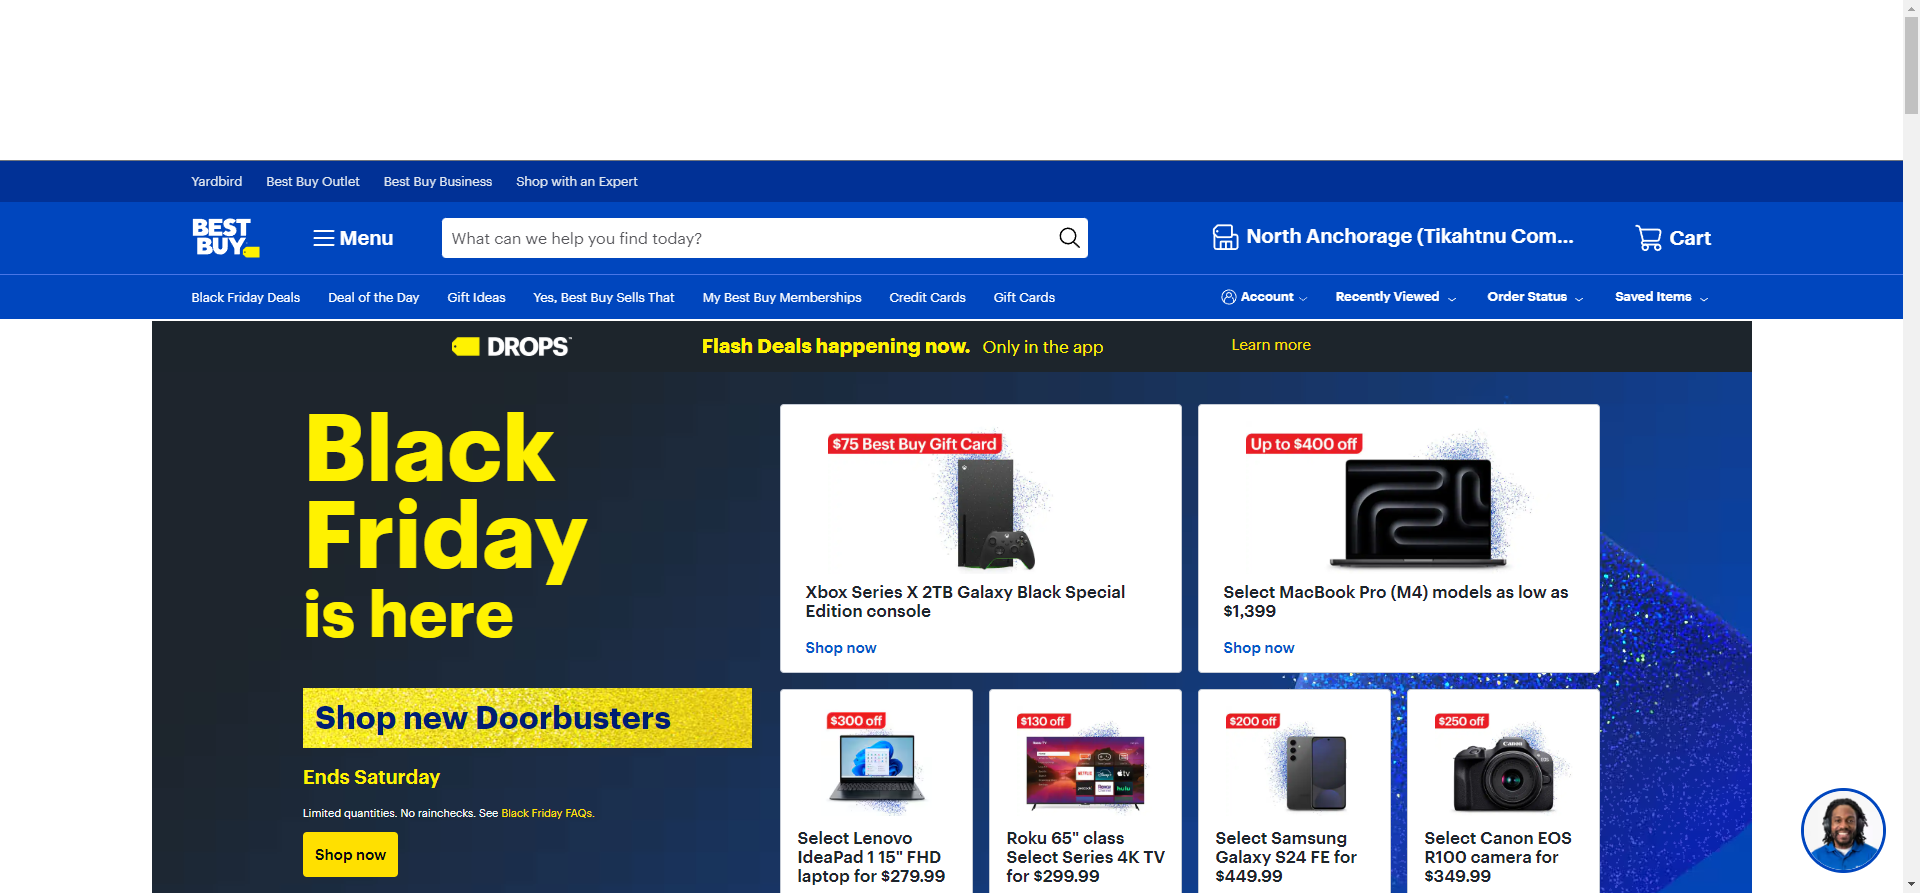 Yardbird Best Buy Outlet Best Buy Business Shop with an Expert
BEST BUY
Menu
What can we help you find today?
North Anchorage (Tikahtnu Com...
Cart
Black Friday Deals Deal of the Day Gift Ideas Yes, Best Buy Sells That My Best Buy Memberships Credit Cards Gift Cards Account Recently Viewed Order Status Saved Items
DROPS™ Flash Deals happening now. Only in the app Learn more
Black
Friday
is here
Shop new Doorbusters
Ends Saturday
Limited quantities. No rainchecks. See Black Friday FAQs.
Shop now
$75 Best Buy Gift Card
Xbox Series X 2TB Galaxy Black Special
Edition console
Shop now
Up to $400 off
Select MacBook Pro (M4) models as low as
$1,399
Shop now
$300 off
Select Lenovo
IdeaPad 1 15" FHD
laptop for $279.99
$130 off
Roku 65" class
Select Series 4K TV
for $299.99
$200 off
Select Samsung
Galaxy S24 FE for
$449.99
$250 off
Canon
Select Canon EOS
R100 camera for
$349.99